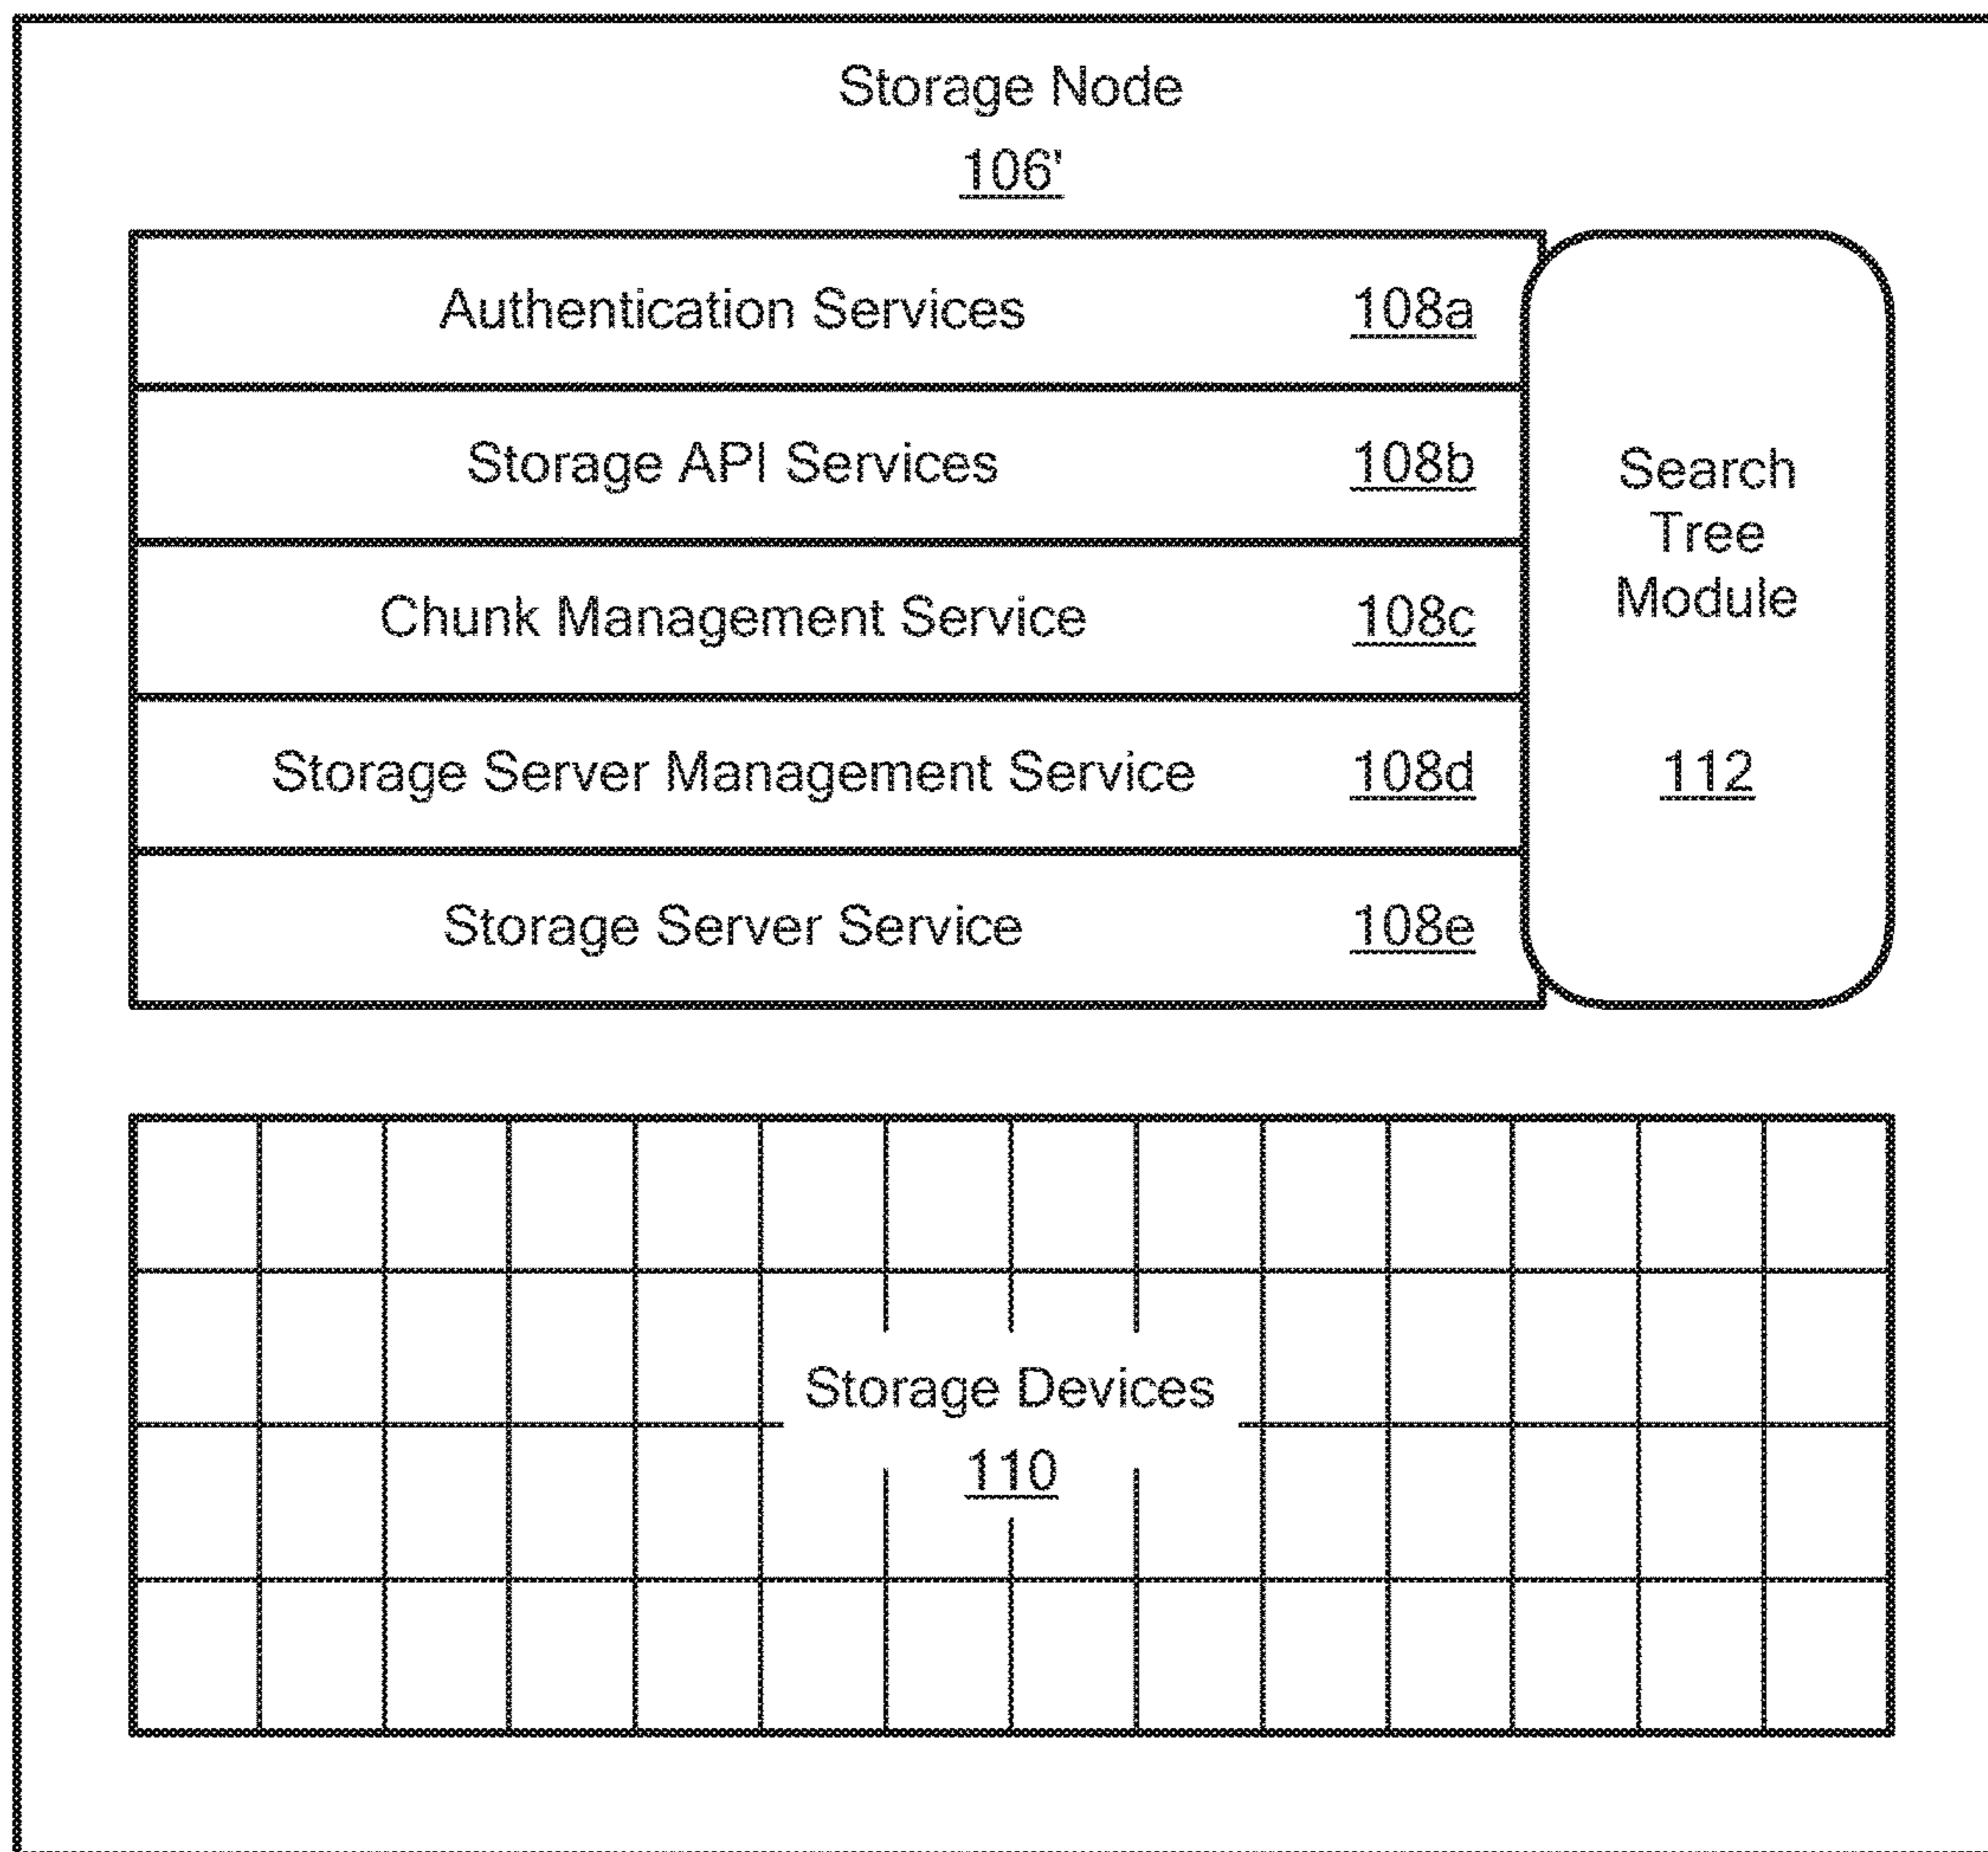 Storage Node
106'
Authentication Services 108a
Storage API Services 108b
Chunk Management Service 108c
Storage Server Management Service 108d
Storage Server Service 108e
Search
Tree
Module
112
Storage Devices
110